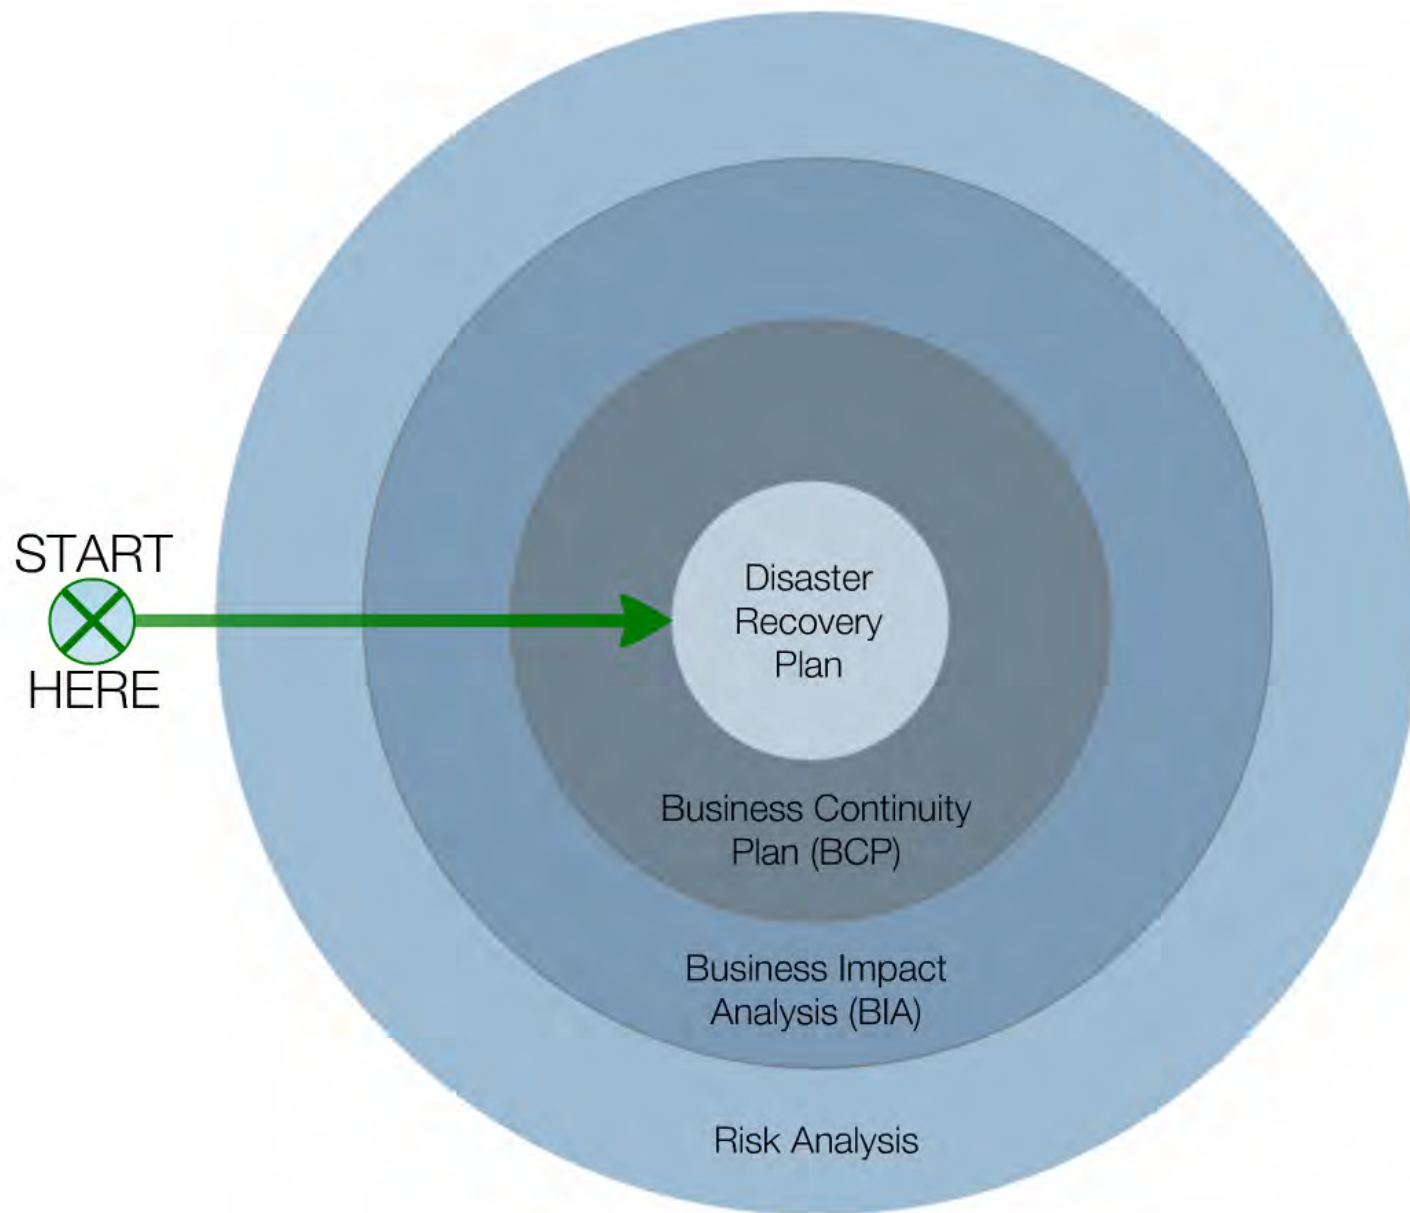 START
HERE
Disaster
Recovery
Plan
Business Continuity
Plan (BCP)
Business Impact
Analysis (BIA)
Risk Analysis